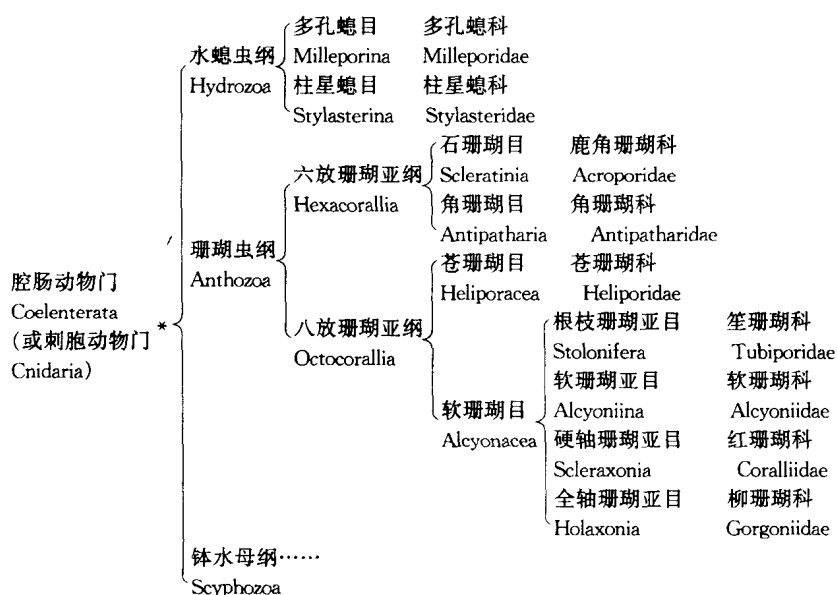 多孔螅目 多孔螅科
水螅虫纲 Milleporina Milleporidae
Hydrozoa 柱星螅目 柱星螅科
Stylasterina Stylasteridae
石珊瑚目 鹿角珊瑚科
六放珊瑚亚纲 Scleratinia Acroporidae
Hexacorallia 角珊瑚目 角珊瑚科
珊瑚虫纲 Antipatharia Antipatharidae
Anthozoa 苍珊瑚目 苍珊瑚科
腔肠动物门 Heliporacea Heliporidae
Coelenterata 八放珊瑚亚纲 根枝珊瑚亚目 笙珊瑚科
(或刺胞动物门 * Octocorallia Stolonifera Tubiporidae
Cnidaria) 软珊瑚亚目 软珊瑚科
软珊瑚目 Alcyoniina Alcyoniidae
Alcyonacea 硬轴珊瑚亚目 红珊瑚科
Scleraxonia Coralliidae
全轴珊瑚亚目 柳珊瑚科
Holaxonia Gorgoniidae
钵水母纲……
Scyphozoa